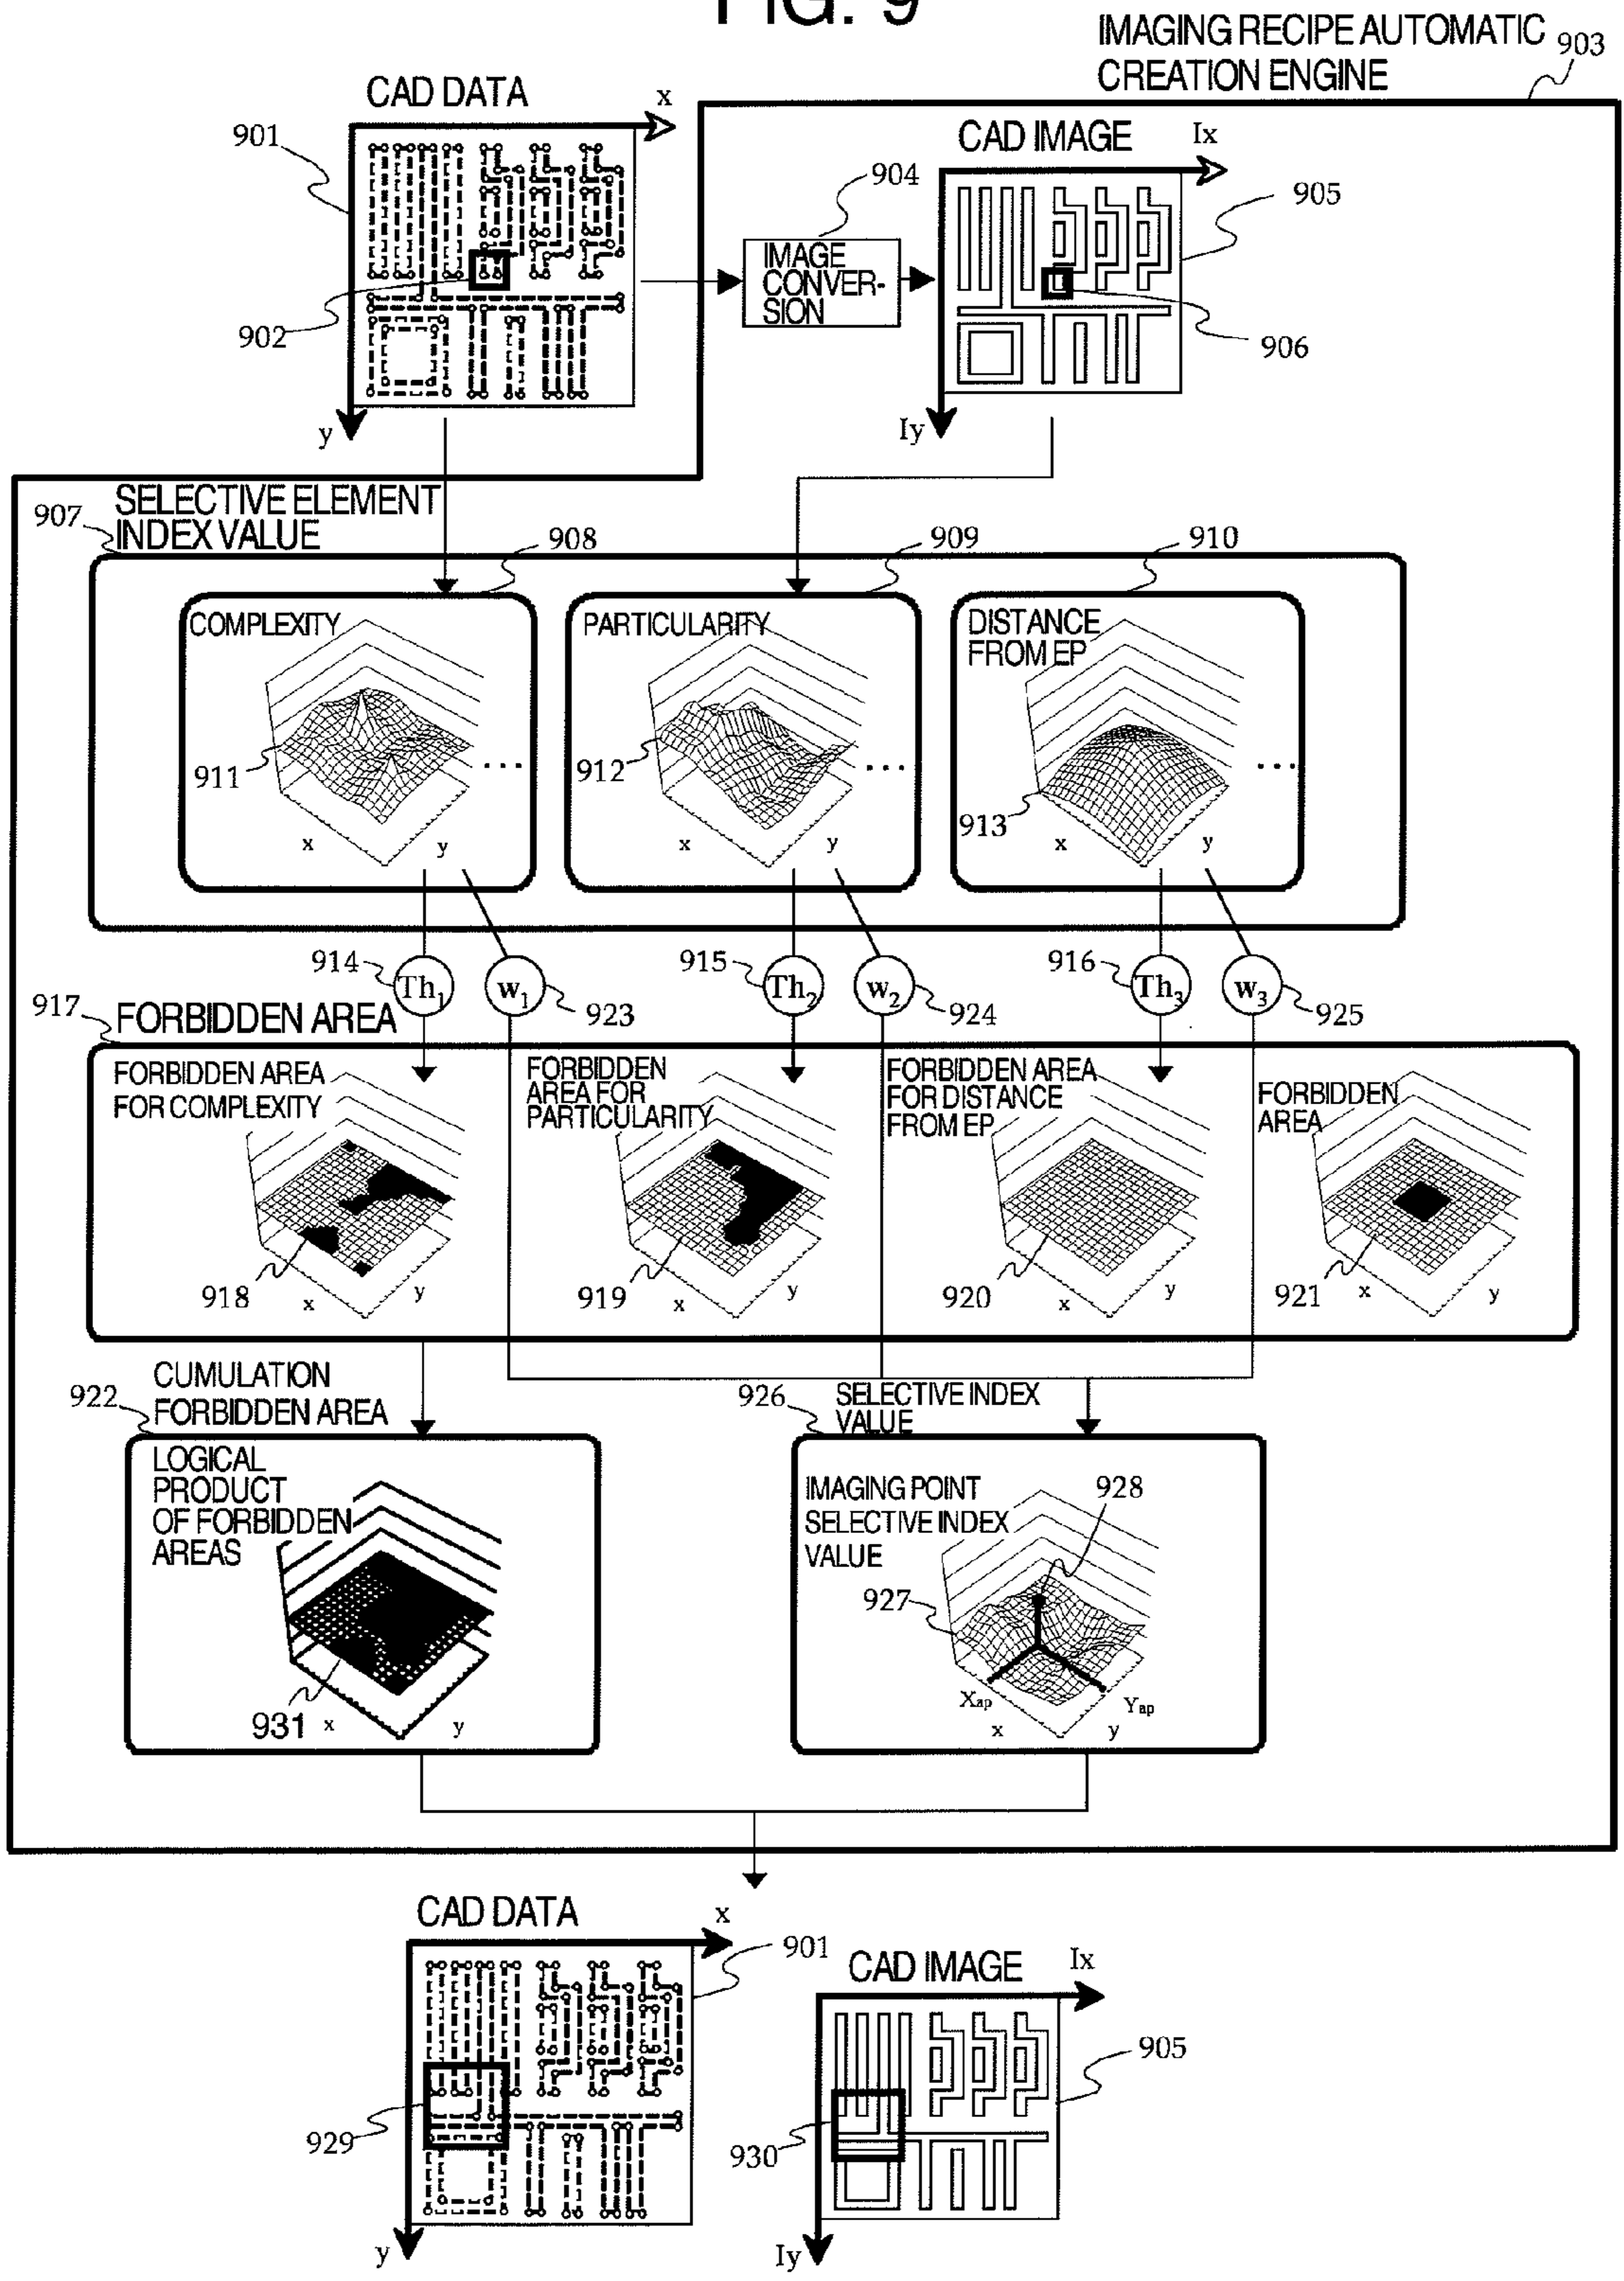 FIG. 9
IMAGING RECIPE AUTOMATIC
CREATION ENGINE
903
CAD DATA
x
901
902
y
904
IMAGE
CONVER-
SION
CAD IMAGE
Ix
905
906
Iy
SELECTIVE ELEMENT
INDEX VALUE
907
908
909
910
COMPLEXITY
911
x
y
...
PARTICULARITY
912
x
y
...
DISTANCE
FROM EP
913
x
y
...
914
Th1
w1
923
915
Th2
w2
924
916
Th3
w3
925
917
FORBIDDEN AREA
FORBIDDEN AREA
FOR COMPLEXITY
918
x
y
FORBIDDEN
AREA FOR
PARTICULARITY
919
x
y
FORBIDDEN AREA
FOR DISTANCE
FROM EP
920
x
y
FORBIDDEN
AREA
921
x
y
CUMULATION
FORBIDDEN AREA
922
LOGICAL
PRODUCT
OF FORBIDDEN
AREAS
931
x
y
926
SELECTIVE INDEX
VALUE
IMAGING POINT
SELECTIVE INDEX
VALUE
928
927
Xap
Yap
x
y
CAD DATA
x
901
929
y
CAD IMAGE
Ix
905
930
Iy